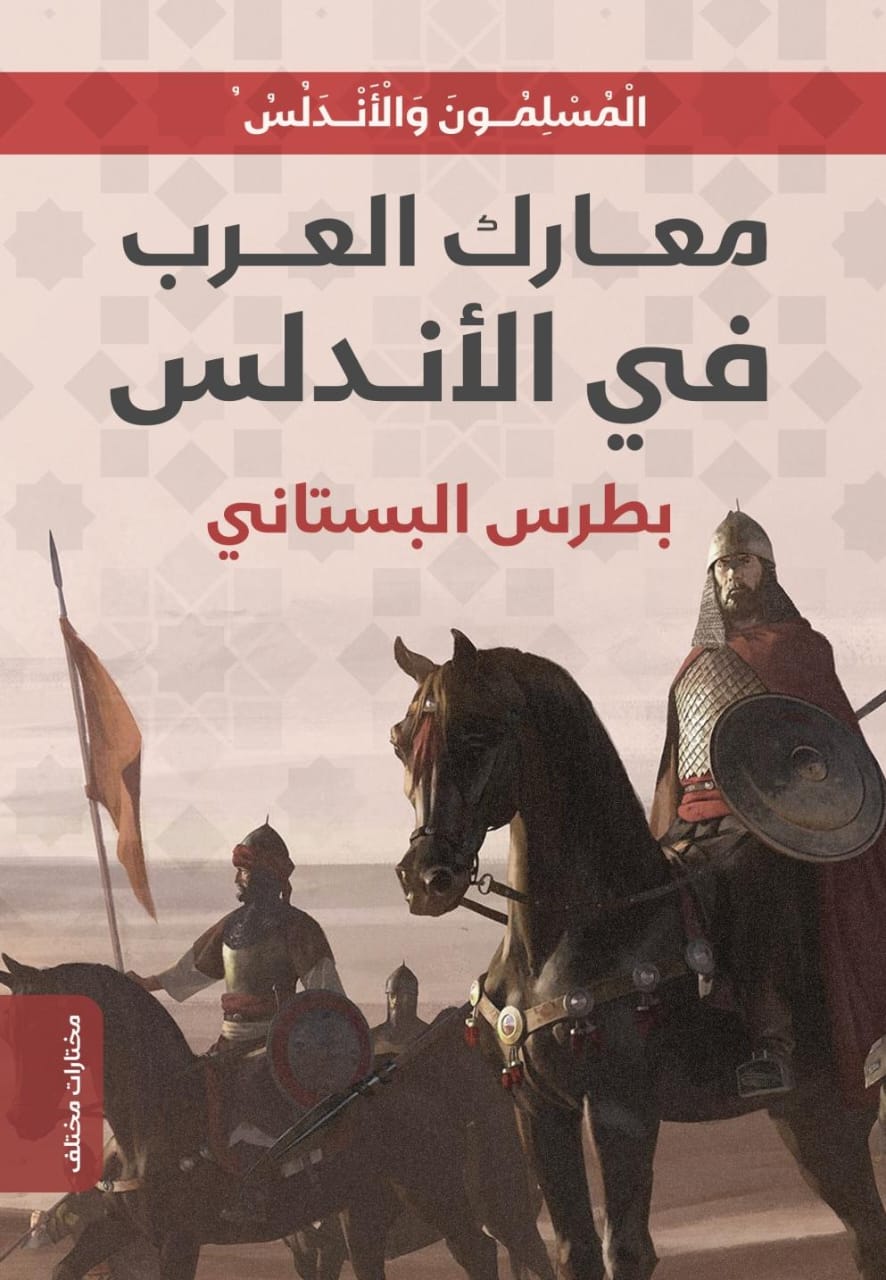 الْمُسْلِمُونَ وَالْأَنْدَلُسُ
معارك العرب
في الأندلس
بطرس البستاني
مختارات مختلف